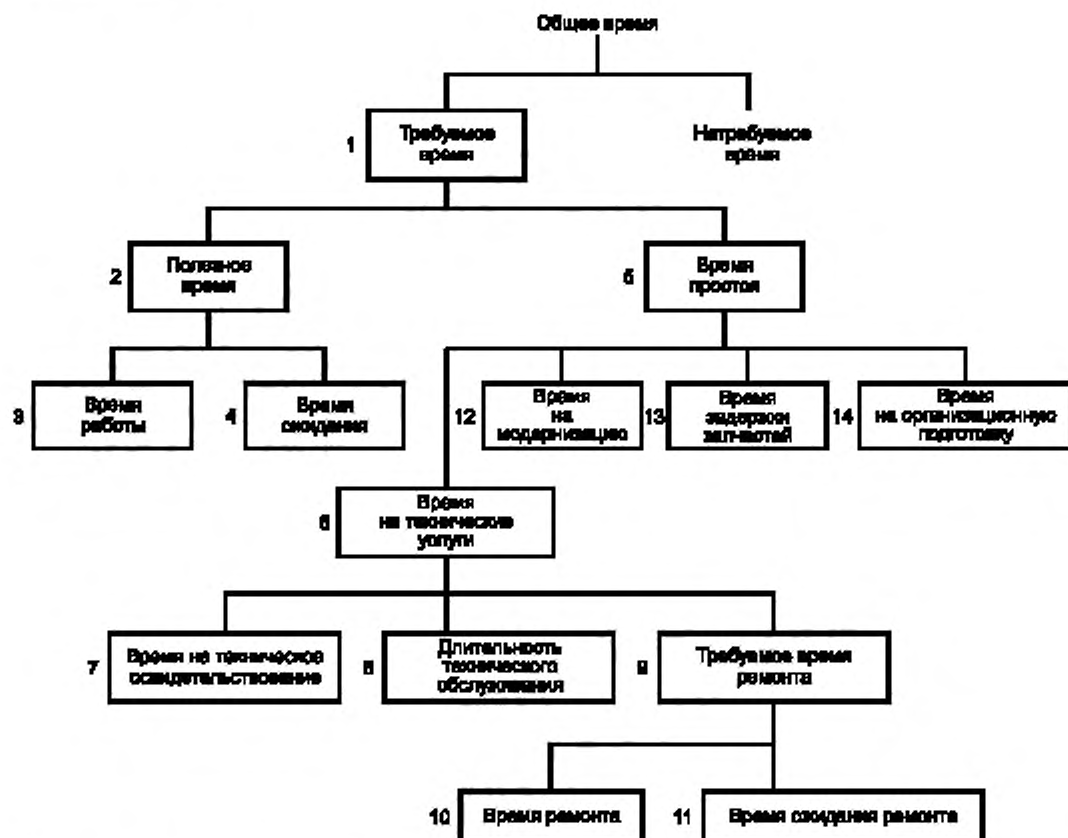 Общее время
1
Требуемое
время
Нетребуемое
время
2
Полезное
время
5
Время
простоя
3
Время
работы
4
Время
ожидания
12
Время
на
модернизацию
13
Время
задержки
запчастей
14
Время
на организационную
подготовку
6
Время
на технические
услуги
7
Время на техническое
освидетельствование
8
Длительность
технического
обслуживания
9
Требуемое время
ремонта
10
Время ремонта
11
Время ожидания ремонта